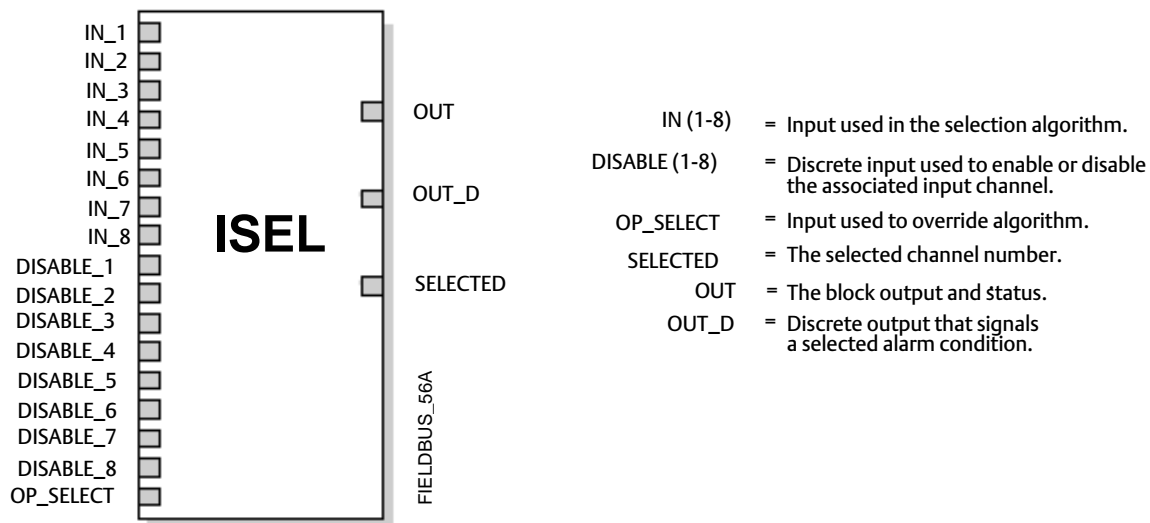 IN_1
IN_2
IN_3
IN_4
IN_5
IN_6
IN_7
IN_8
DISABLE_1
DISABLE_2
DISABLE_3
DISABLE_4
DISABLE_5
DISABLE_6
DISABLE_7
DISABLE_8
OP_SELECT
ISEL
OUT
OUT_D
SELECTED
FIELDBUS_56A
IN (1-8) = Input used in the selection algorithm.
DISABLE (1-8) = Discrete input used to enable or disable
the associated input channel.
OP_SELECT = Input used to override algorithm.
SELECTED = The selected channel number.
OUT = The block output and status.
OUT_D = Discrete output that signals
a selected alarm condition.